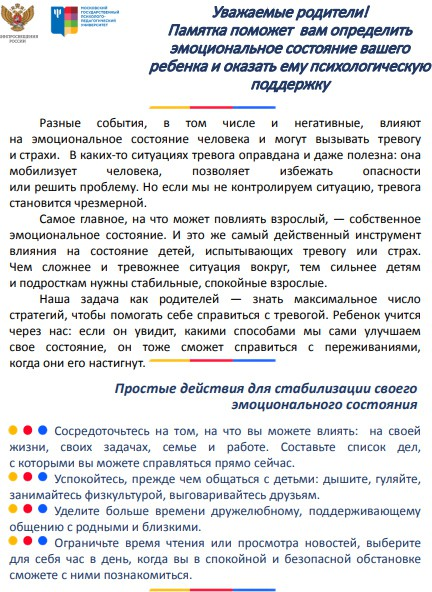 МИНПРОСВЕЩЕНИЯ
РОССИИ
МОСКОВСКИЙ
ГОСУДАРСТВЕННЫЙ
ПСИХОЛОГО-
ПЕДАГОГИЧЕСКИЙ
УНИВЕРСИТЕТ
Уважаемые родители!
Памятка поможет вам определить
эмоциональное состояние вашего
ребенка и оказать ему психологическую
поддержку
Разные события, в том числе и негативные, влияют
на эмоциональное состояние человека и могут вызывать тревогу
и страхи. В каких-то ситуациях тревога оправдана и даже полезна: она
мобилизует человека, позволяет избежать опасности
или решить проблему. Но если мы не контролируем ситуацию, тревога
становится чрезмерной.
Самое главное, на что может повлиять взрослый, — собственное
эмоциональное состояние. И это же самый действенный инструмент
влияния на состояние детей, испытывающих тревогу или страх.
Чем сложнее и тревожнее ситуация вокруг, тем сильнее детям
и подросткам нужны стабильные, спокойные взрослые.
Наша задача как родителей — знать максимальное число
стратегий, чтобы помогать себе справиться с тревогой. Ребенок учится
через нас: если он увидит, какими способами мы сами улучшаем
свое состояние, он тоже сможет справиться с переживаниями,
когда они его настигнут.
Простые действия для стабилизации своего
эмоционального состояния
Сосредоточьтесь на том, на что вы можете влиять: на своей
жизни, своих задачах, семье и работе. Составьте список дел,
с которыми вы можете справляться прямо сейчас.
Успокойтесь, прежде чем общаться с детьми: дышите, гуляйте,
занимайтесь физкультурой, выговаривайтесь друзьям.
Уделите больше времени дружелюбному, поддерживающему
общению с родными и близкими.
Ограничьте время чтения или просмотра новостей, выберите
для себя час в день, когда вы в спокойной и безопасной обстановке
сможете с ними познакомиться.